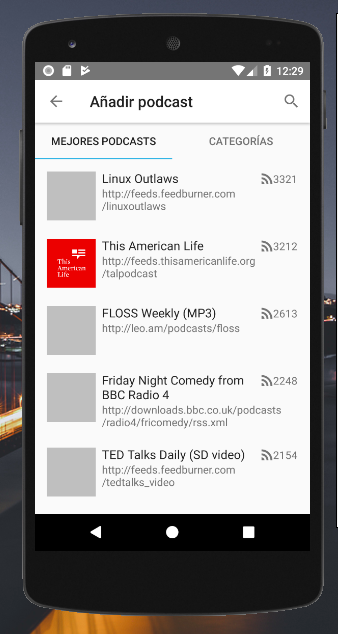 12:29
Añadir podcast
MEJORES PODCASTS
CATEGORÍAS
Linux Outlaws
3321
http://feeds.feedburner.com
/linuxoutlaws
This American Life
3212
http://feeds.thisamericanlife.org
/talpodcast
This
American
Life
FLOSS Weekly (MP3)
2613
http://leo.am/podcasts/floss
Friday Night Comedy from
BBC Radio 4
2248
http://downloads.bbc.co.uk/podcasts
/radio4/fricomedy/rss.xml
TED Talks Daily (SD video)
2154
http://feeds.feedburner.com
/tedtalks_video